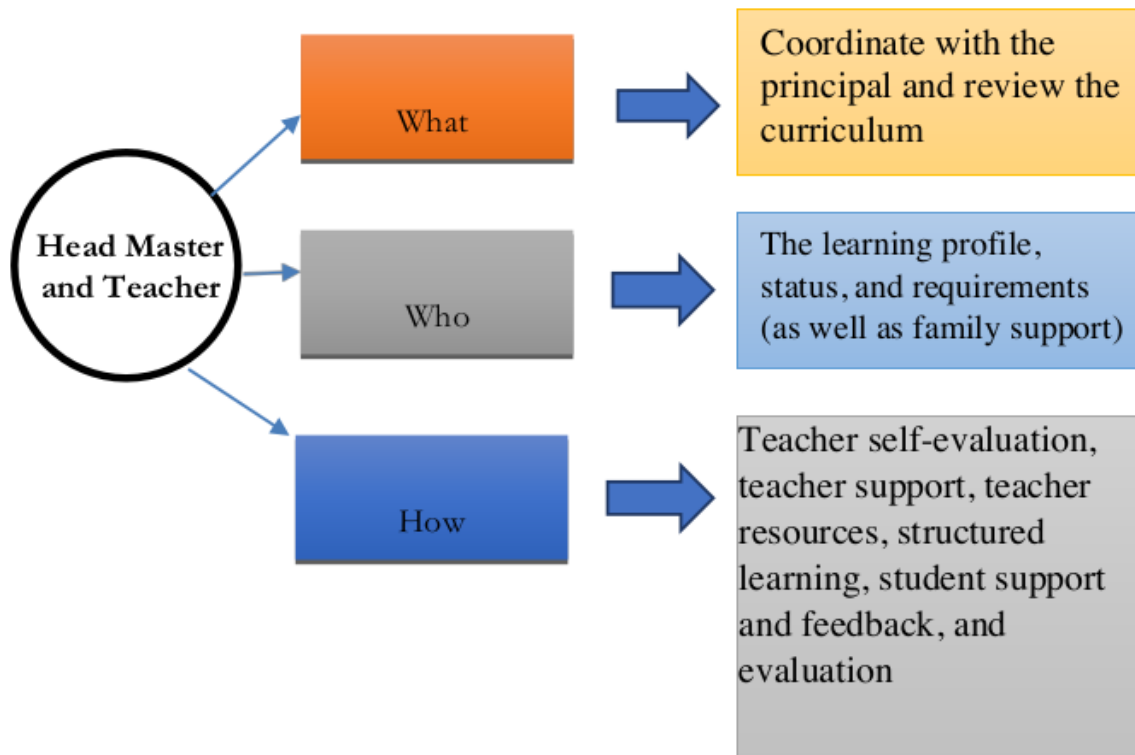 Head Master
and Teacher
What
Coordinate with the
principal and review the
curriculum
Who
The learning profile,
status, and requirements
(as well as family support)
How
Teacher self-evaluation,
teacher support, teacher
resources, structured
learning, student support
and feedback, and
evaluation